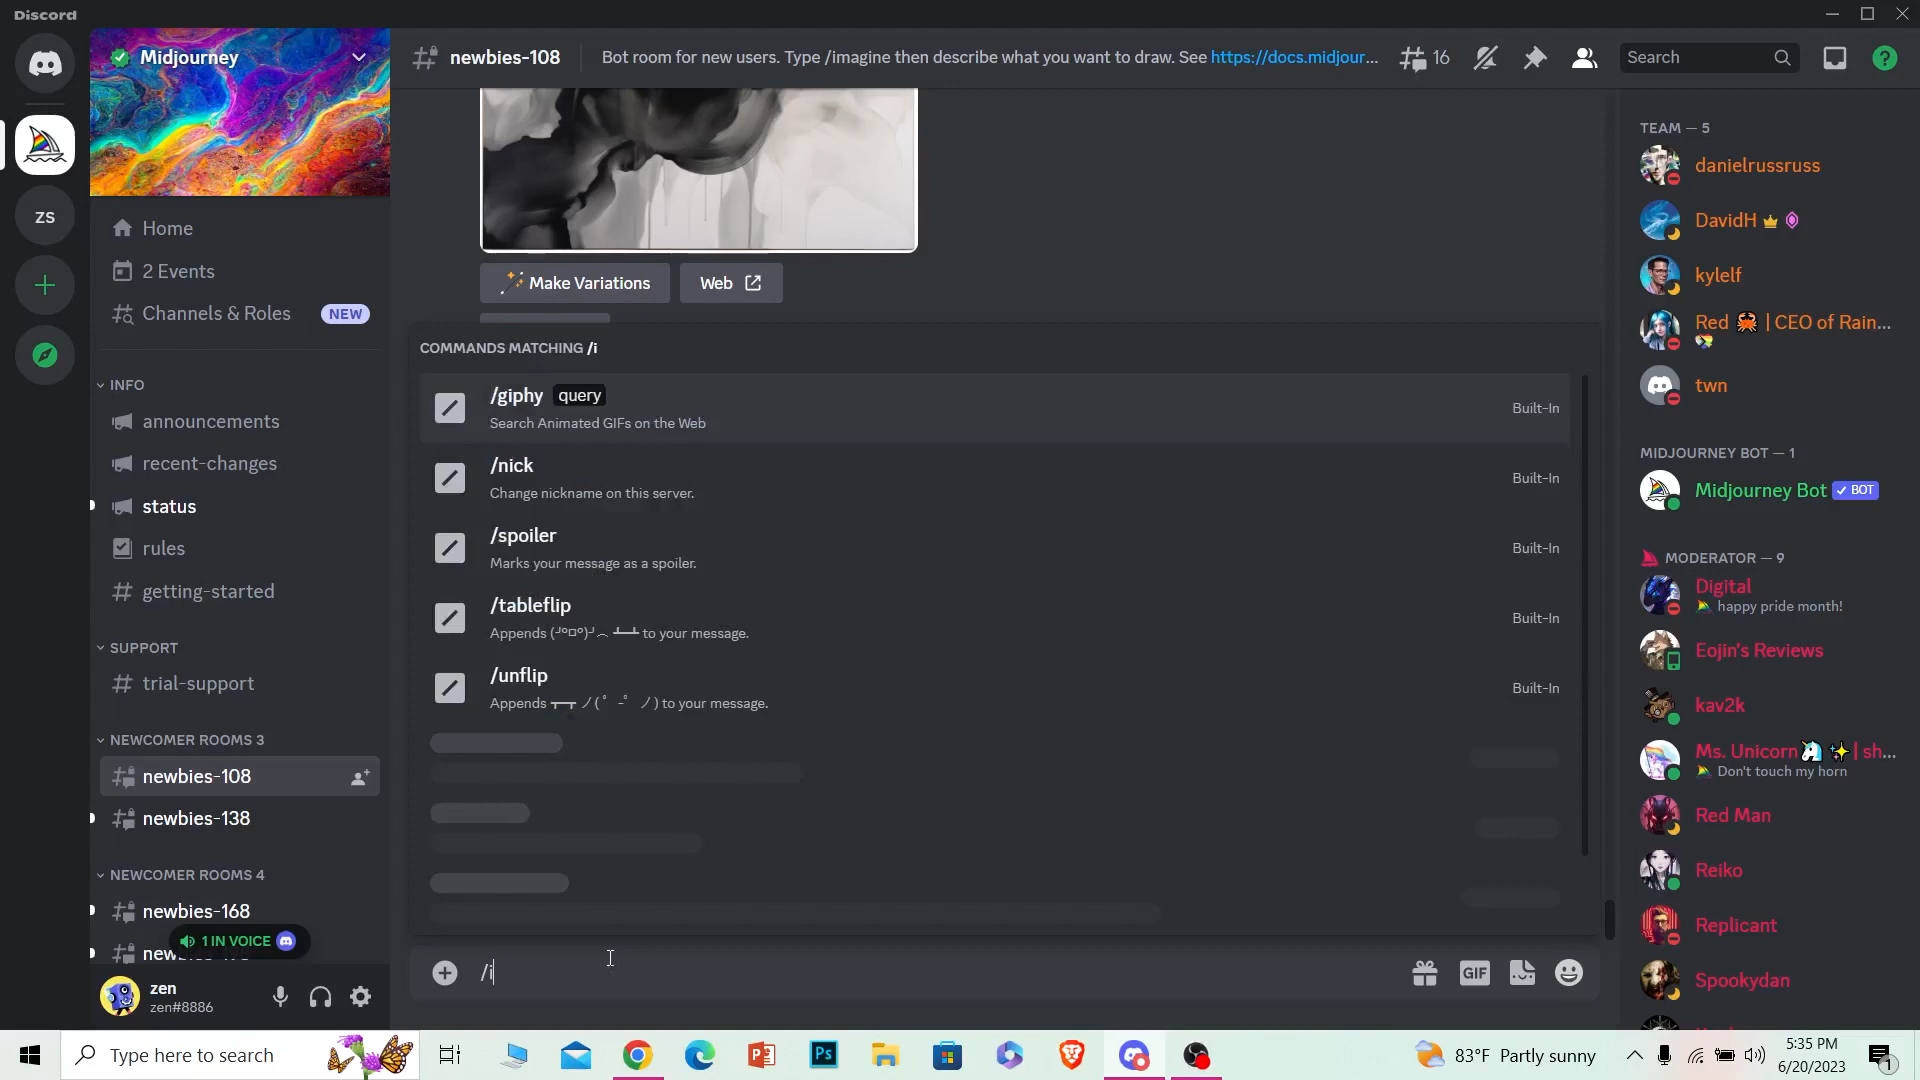 Discord
Midjourney
newbies-108
Bot room for new users. Type /imagine then describe what you want to draw. See https://docs.midjour...
16
Search
ZS
Home
2 Events
Channels & Roles
NEW
INFO
announcements
recent-changes
status
rules
getting-started
SUPPORT
trial-support
NEWCOMER ROOMS 3
newbies-108
newbies-138
NEWCOMER ROOMS 4
newbies-168
1 IN VOICE
zen
zen#8886
Make Variations
Web
COMMANDS MATCHING /i
/giphy query
Search Animated GIFs on the Web
Built-In
/nick
Change nickname on this server.
Built-In
/spoiler
Marks your message as a spoiler.
Built-In
/tableflip
Appends (╯°□°)╯︵ ┻━┻ to your message.
Built-In
/unflip
Appends ┬─┬ ノ( ゜-゜ノ) to your message.
Built-In
/i
GIF
TEAM — 5
danielrussruss
DavidH
kylelf
Red 🦀 | CEO of Rain...
twn
MIDJOURNEY BOT — 1
Midjourney Bot
BOT
MODERATOR — 9
Digital
happy pride month!
Eojin's Reviews
kav2k
Ms. Unicorn🦄 ✨ | sh...
Don't touch my horn
Red Man
Reiko
Replicant
Spookydan
Type here to search
Ps
83°F Partly sunny
5:35 PM
6/20/2023
1